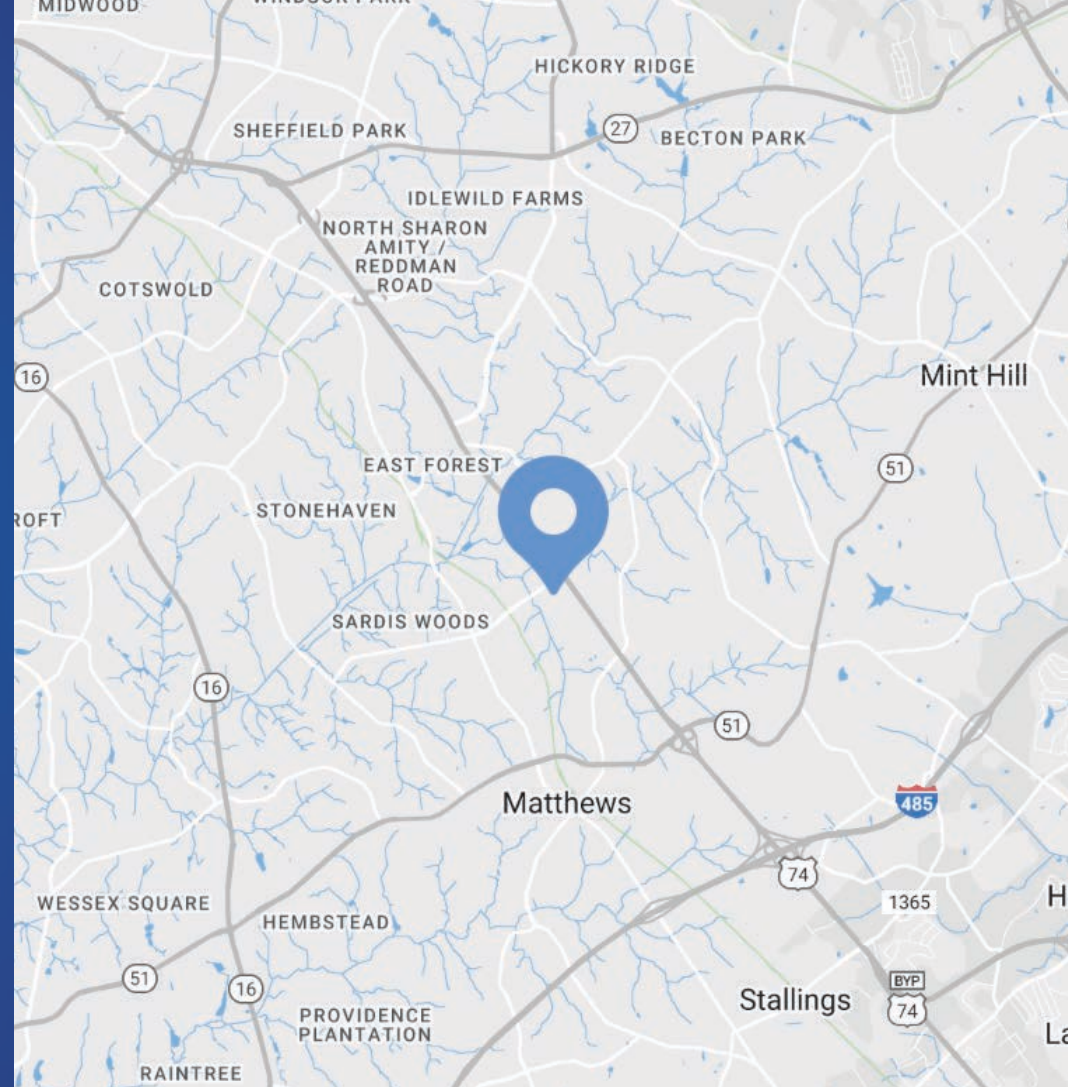 MIDWOOD
WINDSOR PARK
HICKORY RIDGE
27
SHEFFIELD PARK
BECTON PARK
IDLEWILD FARMS
NORTH SHARON
AMITY /
REDDMAN
ROAD
COTSWOLD
16
Mint Hill
EAST FOREST
51
STONEHAVEN
ROFT
SARDIS WOODS
16
51
Matthews
485
74
WESSEX SQUARE
1365
H
HEMBSTEAD
51
16
BYP
74
Stallings
PROVIDENCE
PLANTATION
La
RAINTREE